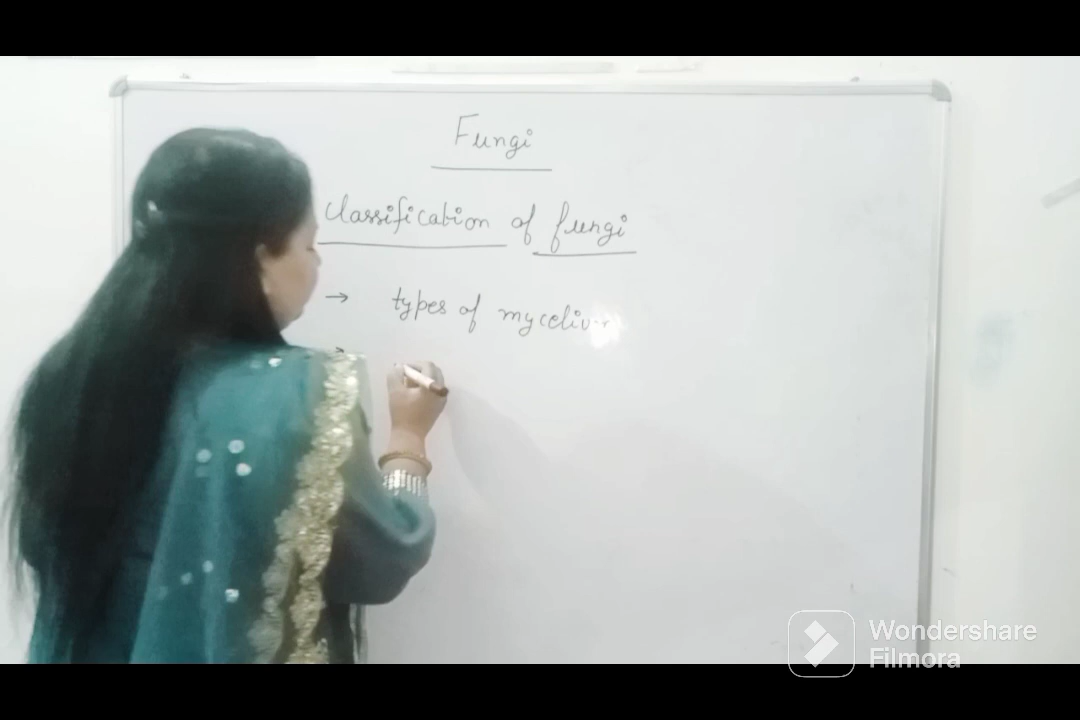 Fungi
Classification of fungi
→ types of mycelium
→
Wondershare
Filmora